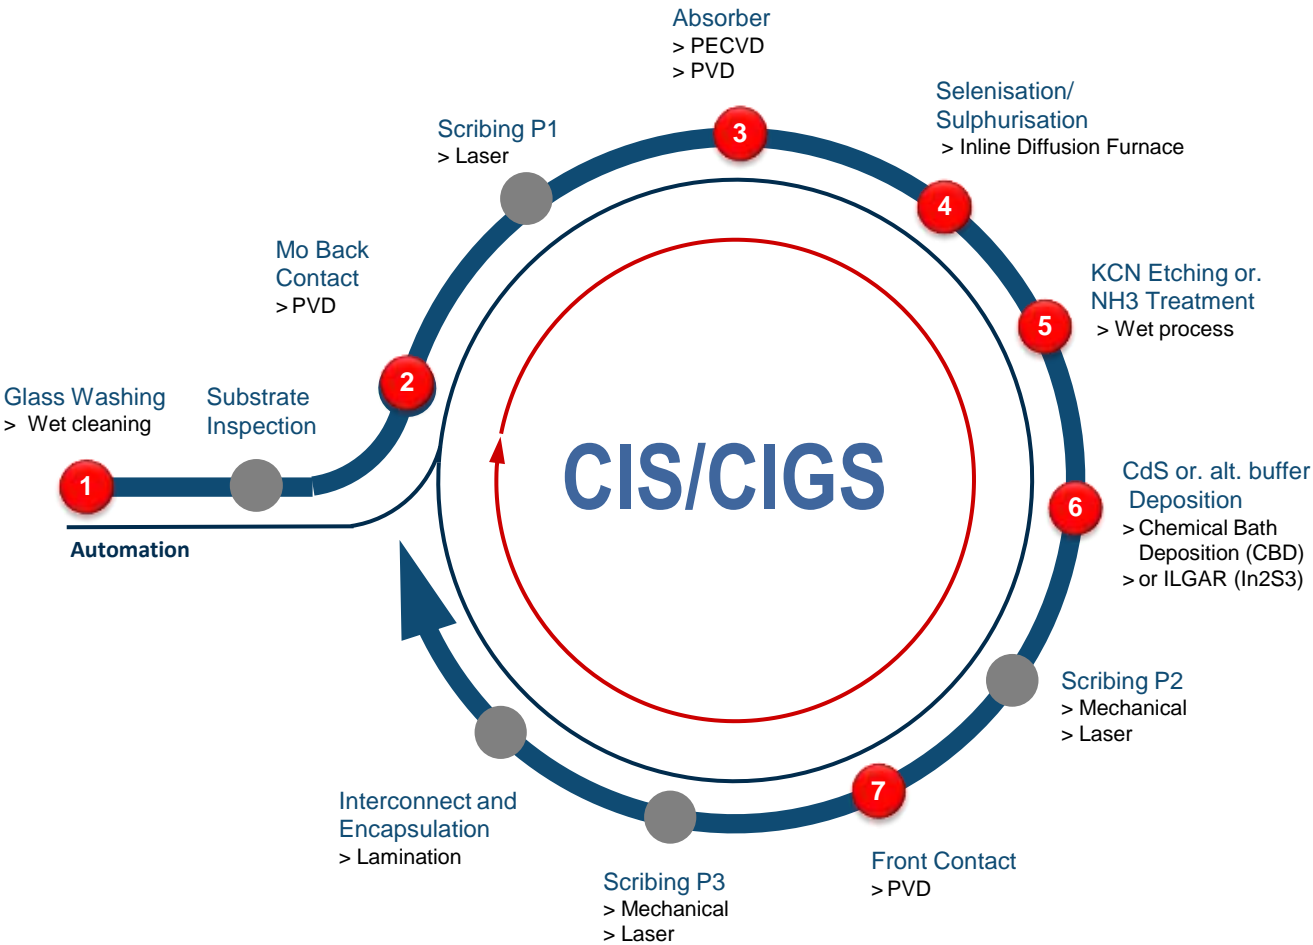 Absorber
> PECVD
> PVD
Selenisation/
Sulphurisation
> Inline Diffusion Furnace
Scribing P1
> Laser
3
4
Mo Back
Contact
> PVD
KCN Etching or.
NH3 Treatment
> Wet process
5
2
Glass Washing
> Wet cleaning
Substrate
Inspection
1
Automation
CIS/CIGS
CdS or. alt. buffer
Deposition
> Chemical Bath
Deposition (CBD)
> or ILGAR (In2S3)
6
Scribing P2
> Mechanical
> Laser
7
Interconnect and
Encapsulation
> Lamination
Front Contact
> PVD
Scribing P3
> Mechanical
> Laser